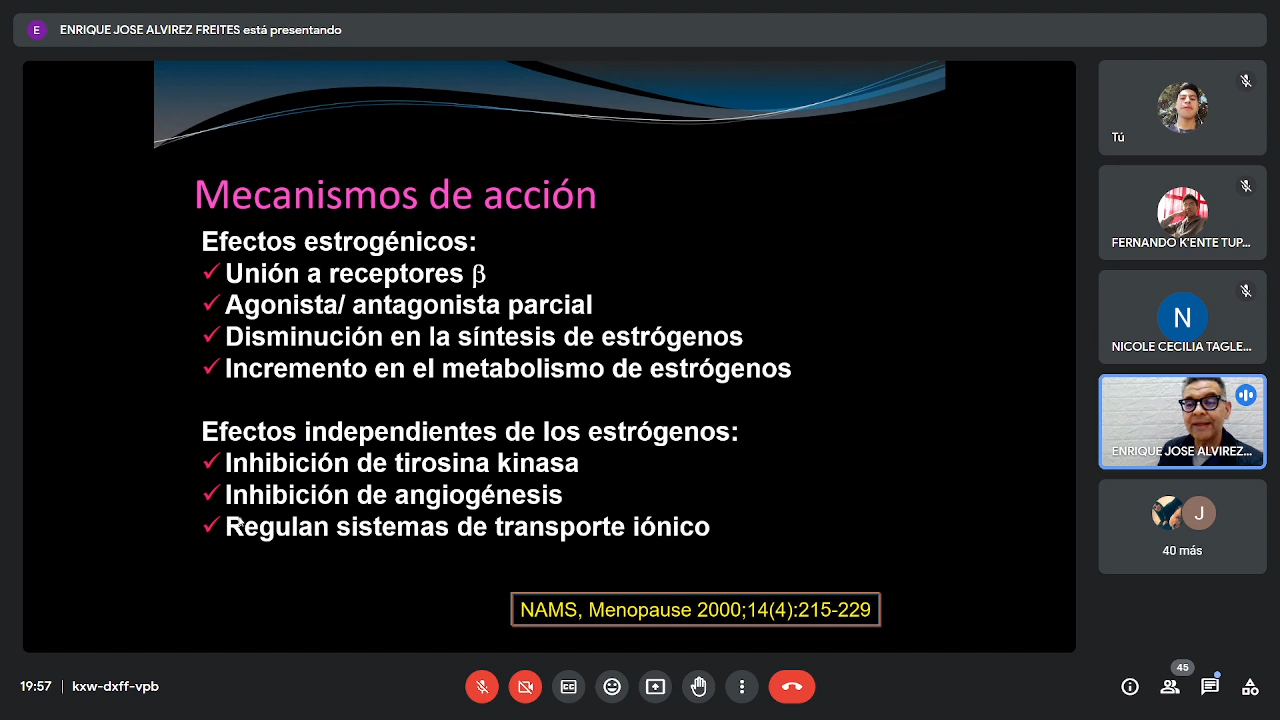 E
ENRIQUE JOSE ALVIREZ FREITES está presentando
Mecanismos de acción
Efectos estrogénicos:
✓Unión a receptores β
✓Agonista/ antagonista parcial
✓Disminución en la síntesis de estrógenos
✓Incremento en el metabolismo de estrógenos
Efectos independientes de los estrógenos:
✓Inhibición de tirosina kinasa
✓Inhibición de angiogénesis
✓Regulan sistemas de transporte iónico
NAMS, Menopause 2000;14(4):215-229
Tú
FERNANDO K'ENTE TUP...
N
NICOLE CECILIA TAGLE...
ENRIQUE JOSE ALVIREZ...
J
40 más
19:57 | kxw-dxff-vpb
45